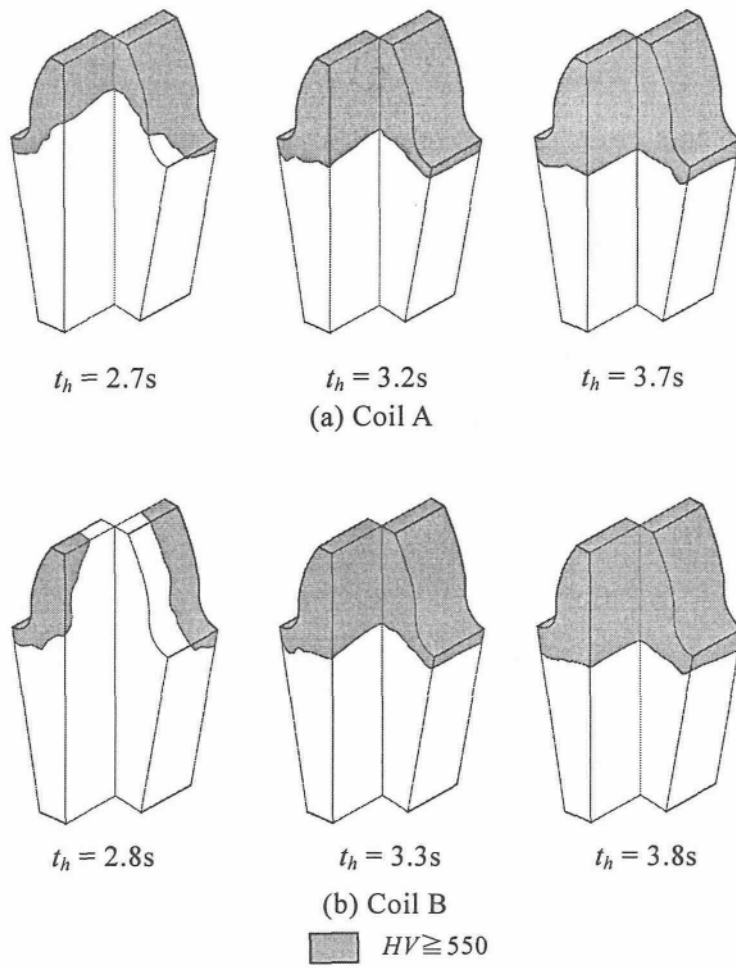 t_h = 2.7s
t_h = 3.2s
t_h = 3.7s
(a) Coil A
t_h = 2.8s
t_h = 3.3s
t_h = 3.8s
(b) Coil B
HV≧550